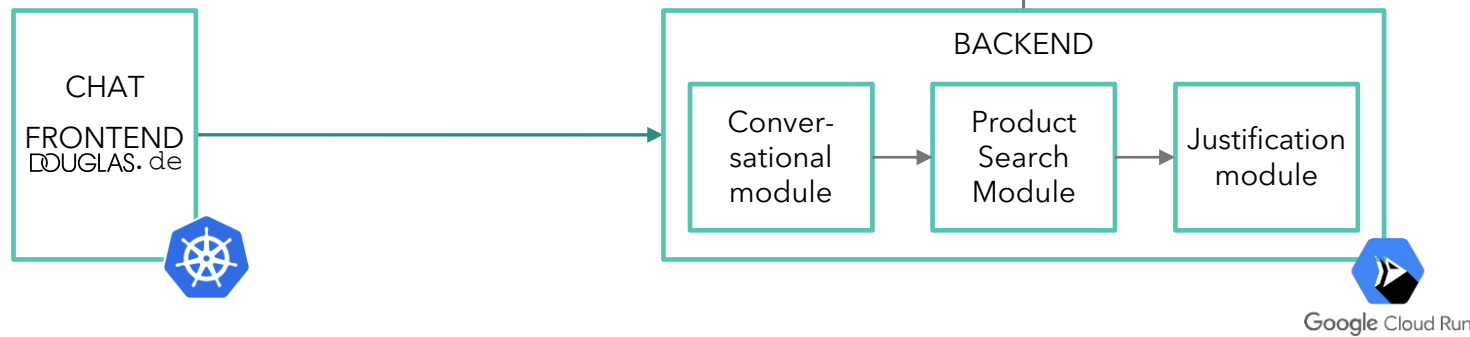 CHAT
FRONTEND
DOUGLAS.de
BACKEND
Conver-
sational
module
Product
Search
Module
Justification
module
Google Cloud Run